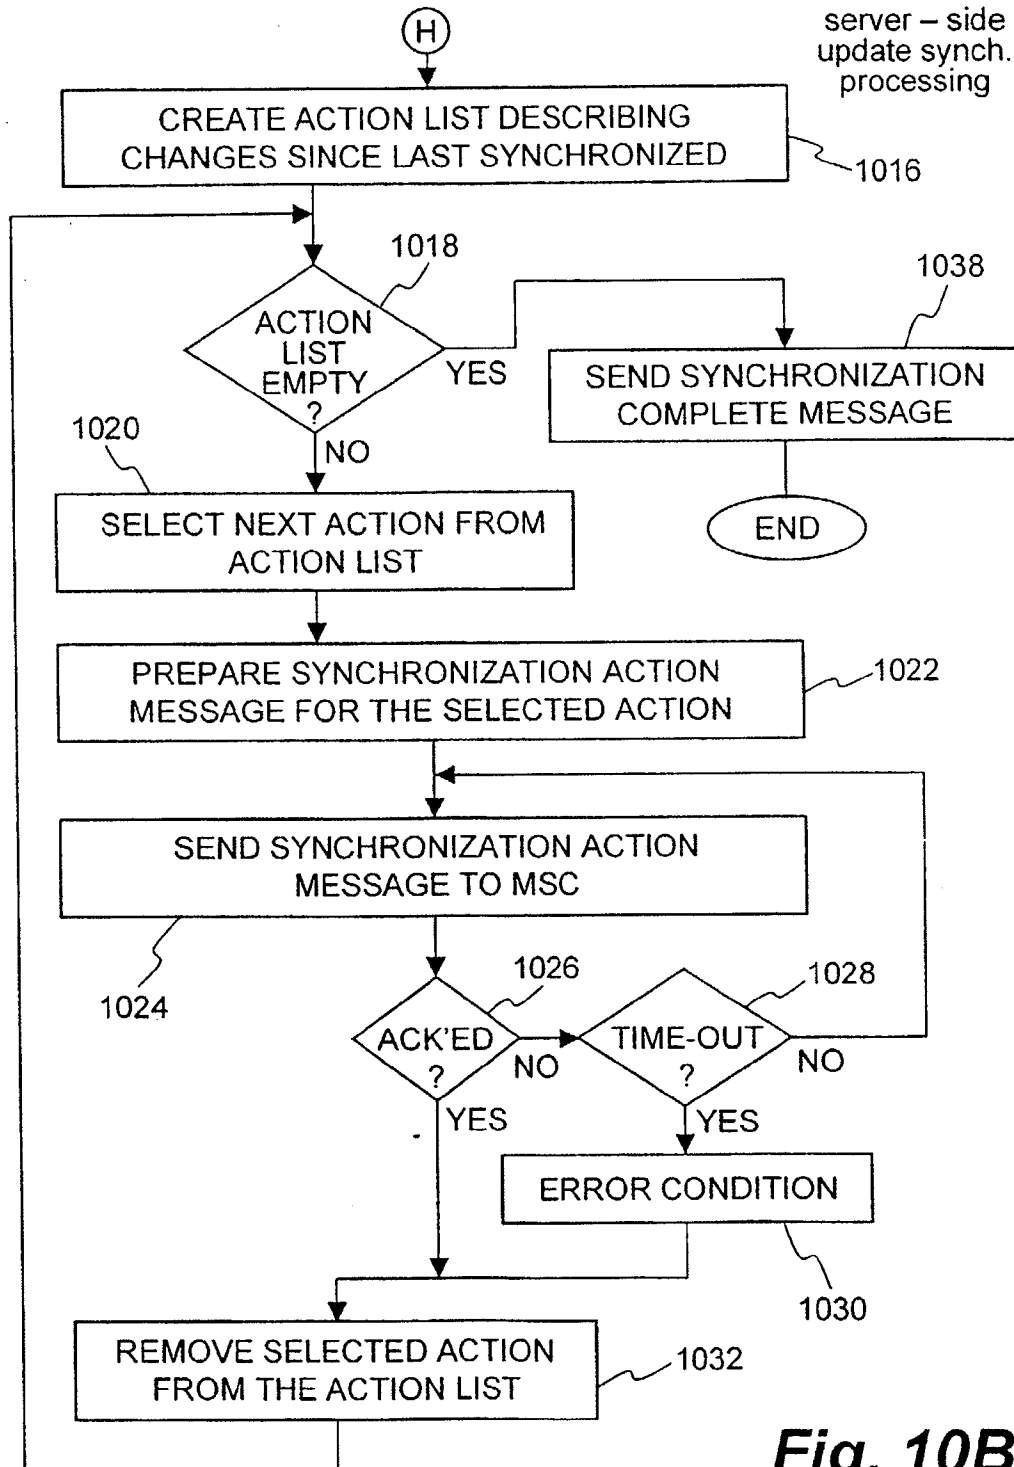 H
server – side
update synch.
processing
CREATE ACTION LIST DESCRIBING
CHANGES SINCE LAST SYNCHRONIZED
1016
1018
ACTION
LIST
EMPTY
?
YES
NO
1038
SEND SYNCHRONIZATION
COMPLETE MESSAGE
END
1020
SELECT NEXT ACTION FROM
ACTION LIST
PREPARE SYNCHRONIZATION ACTION
MESSAGE FOR THE SELECTED ACTION
1022
SEND SYNCHRONIZATION ACTION
MESSAGE TO MSC
1024
1026
ACK'ED
?
NO
YES
1028
TIME-OUT
?
NO
YES
ERROR CONDITION
1030
REMOVE SELECTED ACTION
FROM THE ACTION LIST
1032
Fig. 10B